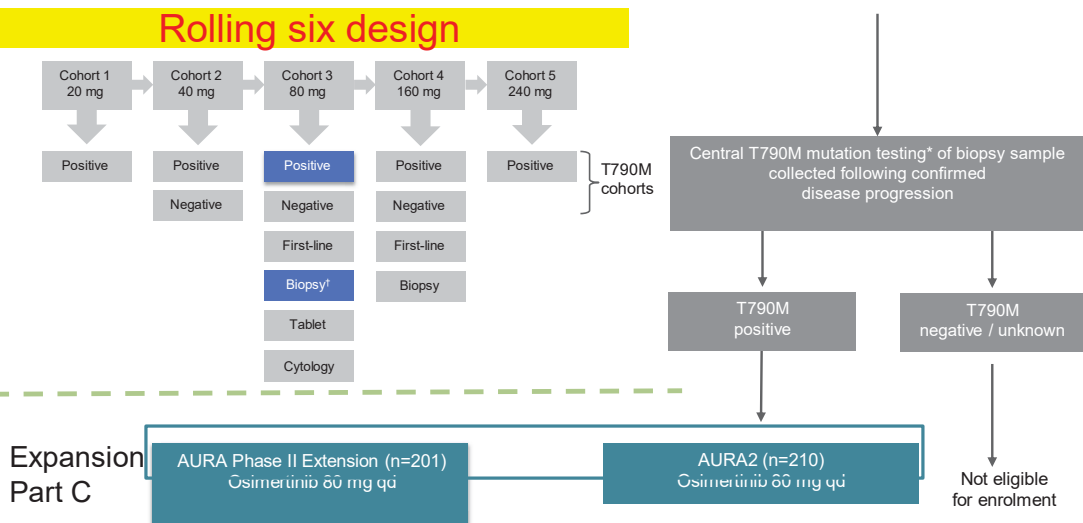 Rolling six design
Cohort 1
20 mg
Cohort 2
40 mg
Cohort 3
80 mg
Cohort 4
160 mg
Cohort 5
240 mg
Positive
Positive
Positive
Positive
Positive
T790M
cohorts
Negative
Negative
Negative
First-line
First-line
Biopsy†
Biopsy
Tablet
Cytology
Central T790M mutation testing* of biopsy sample
collected following confirmed
disease progression
T790M
positive
T790M
negative / unknown
Expansion
Part C
AURA Phase II Extension (n=201)
Osimertinib 80 mg qd
AURA2 (n=210)
Osimertinib 80 mg qd
Not eligible
for enrolment